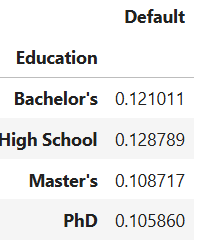 Default
Education
Bachelor's 0.121011
High School 0.128789
Master's 0.108717
PhD 0.105860